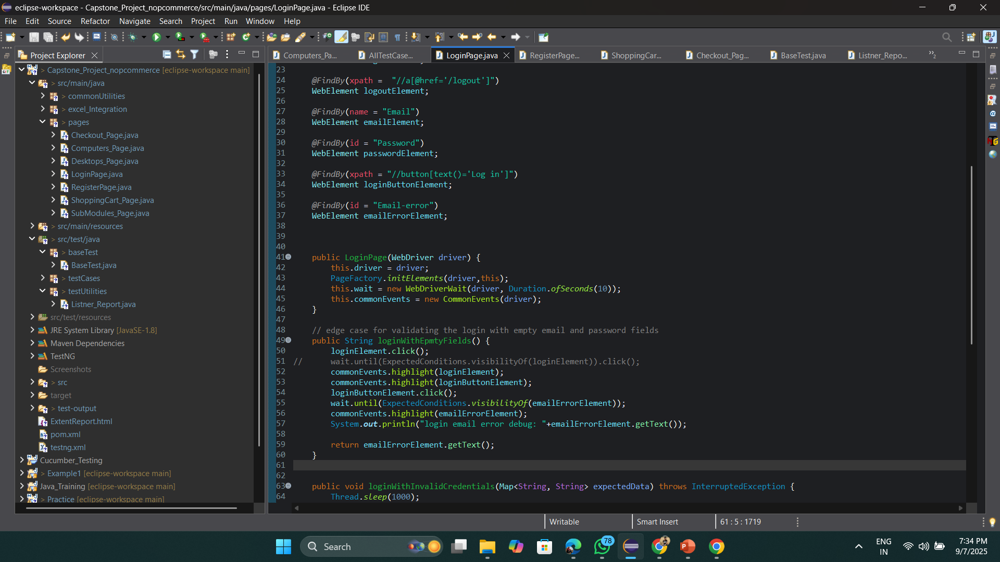 eclipse-workspace - Capstone_Project_nopcommerce/src/main/java/pages/LoginPage.java - Eclipse IDE
File Edit Source Refactor Navigate Search Project Run Window Help
Project Explorer
Computers_Pa... AllTestCase... LoginPage.java RegisterPage... ShoppingCar... Checkout_Pag... BaseTest.java Listner_Repo... »2
> Capstone_Project_nopcommerce [eclipse-workspace main]
> src/main/java
> commonUtilities
> excel_Integration
> pages
Checkout_Page.java
Computers_Page.java
Desktops_Page.java
LoginPage.java
RegisterPage.java
ShoppingCart_Page.java
SubModules_Page.java
> src/main/resources
> src/test/java
> baseTest
BaseTest.java
> testCases
> testUtilities
Listner_Report.java
src/test/resources
JRE System Library [JavaSE-1.8]
Maven Dependencies
TestNG
Screenshots
> src
target
> test-output
ExtentReport.html
pom.xml
testng.xml
Cucumber_Testing
> Example1 [eclipse-workspace main]
Java_Training [eclipse-workspace main]
> Practice [eclipse-workspace main]
23
24 @FindBy(xpath =  "//a[@href='/logout']")
25 WebElement logoutElement;
26
27 @FindBy(name = "Email")
28 WebElement emailElement;
29
30 @FindBy(id = "Password")
31 WebElement passwordElement;
32
33 @FindBy(xpath = "//button[text()='Log in']")
34 WebElement loginButtonElement;
35
36 @FindBy(id = "Email-error")
37 WebElement emailErrorElement;
38
39
40
41 public LoginPage(WebDriver driver) {
42 this.driver = driver;
43 PageFactory.initElements(driver,this);
44 this.wait = new WebDriverWait(driver, Duration.ofSeconds(10));
45 this.commonEvents = new CommonEvents(driver);
46 }
47
48 // edge case for validating the login with empty email and password fields
49 public String loginWithEpmtyFields() {
50 loginElement.click();
51 // wait.until(ExpectedConditions.visibilityOf(loginElement)).click();
52 commonEvents.highlight(loginElement);
53 commonEvents.highlight(loginButtonElement);
54 loginButtonElement.click();
55 wait.until(ExpectedConditions.visibilityOf(emailErrorElement));
56 commonEvents.highlight(emailErrorElement);
57 System.out.println("login email error debug: "+emailErrorElement.getText());
58
59 return emailErrorElement.getText();
60 }
61
62
63 public void loginWithInvalidCredentials(Map<String, String> expectedData) throws InterruptedException {
64 Thread.sleep(1000);
Writable Smart Insert 61 : 5 : 1719
Search
78
ENG
IN
7:34 PM
9/7/2025